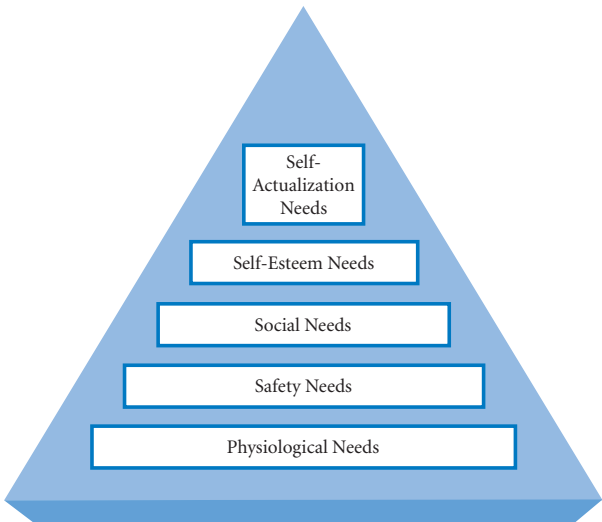 Self-
Actualization
Needs
Self-Esteem Needs
Social Needs
Safety Needs
Physiological Needs